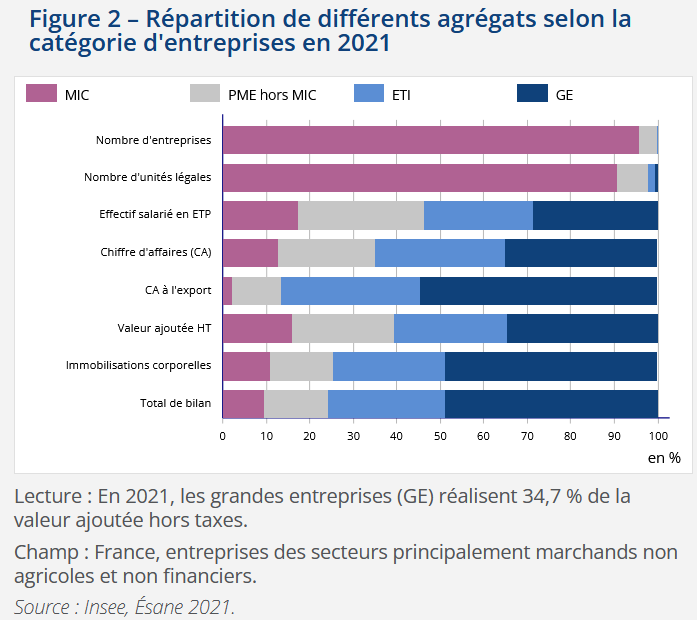 Figure 2 – Répartition de différents agrégats selon la
catégorie d'entreprises en 2021
MIC PME hors MIC ETI GE
Nombre d'entreprises
Nombre d'unités légales
Effectif salarié en ETP
Chiffre d'affaires (CA)
CA à l'export
Valeur ajoutée HT
Immobilisations corporelles
Total de bilan
0 10 20 30 40 50 60 70 80 90 100
en %
Lecture : En 2021, les grandes entreprises (GE) réalisent 34,7 % de la
valeur ajoutée hors taxes.
Champ : France, entreprises des secteurs principalement marchands non
agricoles et non financiers.
Source : Insee, Ésane 2021.